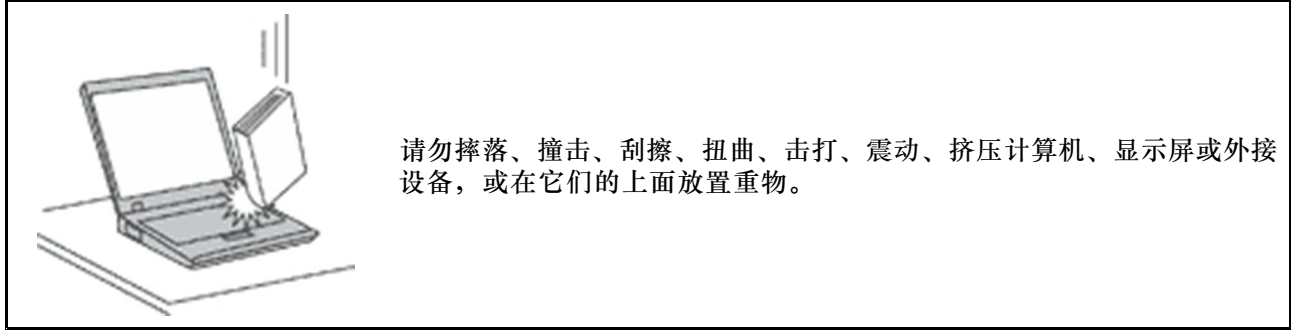 请勿摔落、撞击、刮擦、扭曲、击打、震动、挤压计算机、显示屏或外接
设备，或在它们的上面放置重物。